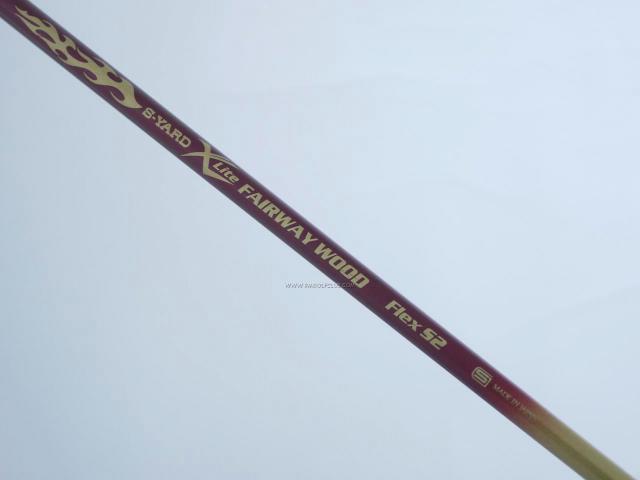 S-YARD X Lite FAIRWAY WOOD Flex S2
S MADE IN JAPAN